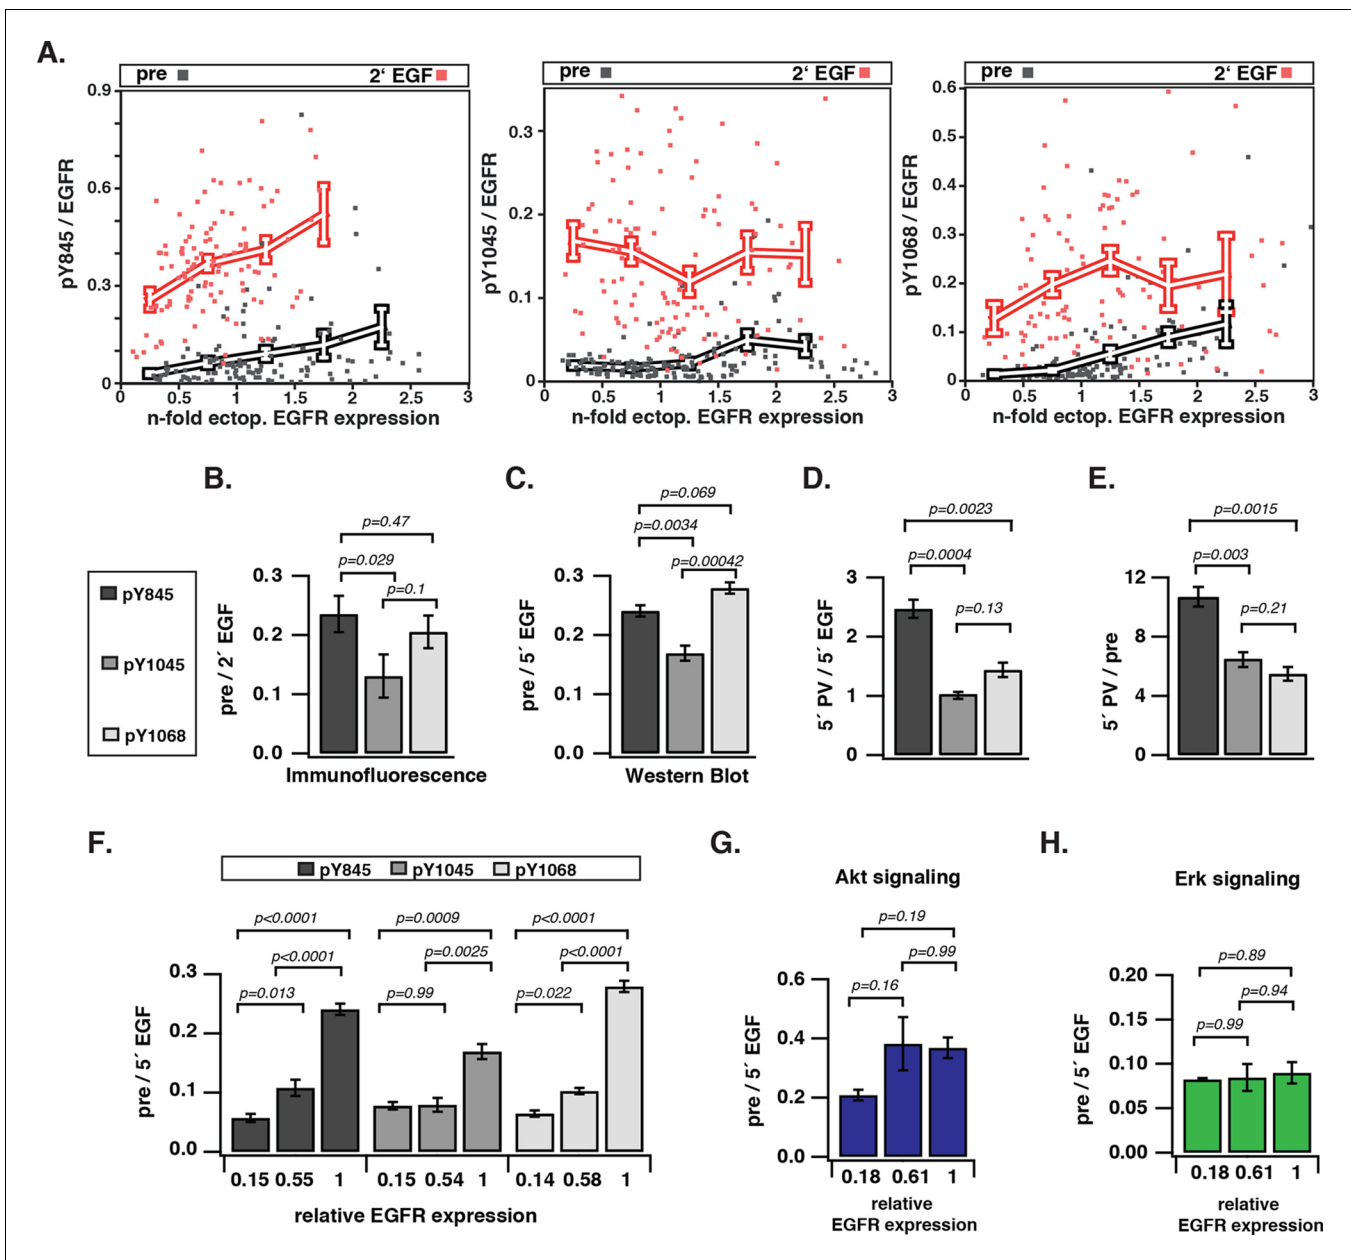 A.
pre 2‘ EGF
pre 2‘ EGF
pre 2‘ EGF
pY845 / EGFR
0.9
0.6
0.3
0
0 0.5 1 1.5 2 2.5 3
n-fold ectop. EGFR expression
pY1045 / EGFR
0.3
0.2
0.1
0
0.5 1 1.5 2 2.5 3
n-fold ectop. EGFR expression
pY1068 / EGFR
0.6
0.5
0.4
0.3
0.2
0.1
0
0 0.5 1 1.5 2 2.5 3
n-fold ectop. EGFR expression
pY845
pY1045
pY1068
B.
p=0.47
p=0.029
p=0.1
pre / 2´ EGF
0.3
0.2
0.1
0.0
Immunofluorescence
C.
p=0.069
p=0.0034
p=0.00042
pre / 5´ EGF
0.3
0.2
0.1
0.0
Western Blot
D.
p=0.0023
p=0.0004
p=0.13
5´ PV / 5´ EGF
3
2
1
0
E.
p=0.0015
p=0.003
p=0.21
5´ PV / pre
12
8
4
0
F.
pY845 pY1045 pY1068
p<0.0001 p=0.0009 p<0.0001
p<0.0001 p=0.0025 p<0.0001
p=0.013 p=0.99 p=0.022
pre / 5´ EGF
0.3
0.2
0.1
0.0
0.15 0.55 1 0.15 0.54 1 0.14 0.58 1
relative EGFR expression
G.
Akt signaling
p=0.19
p=0.99
p=0.16
pre / 5´ EGF
0.6
0.4
0.2
0.0
0.18 0.61 1
relative
EGFR expression
H.
Erk signaling
p=0.89
p=0.94
p=0.99
pre / 5´ EGF
0.20
0.15
0.10
0.05
0.00
0.18 0.61 1
relative
EGFR expression